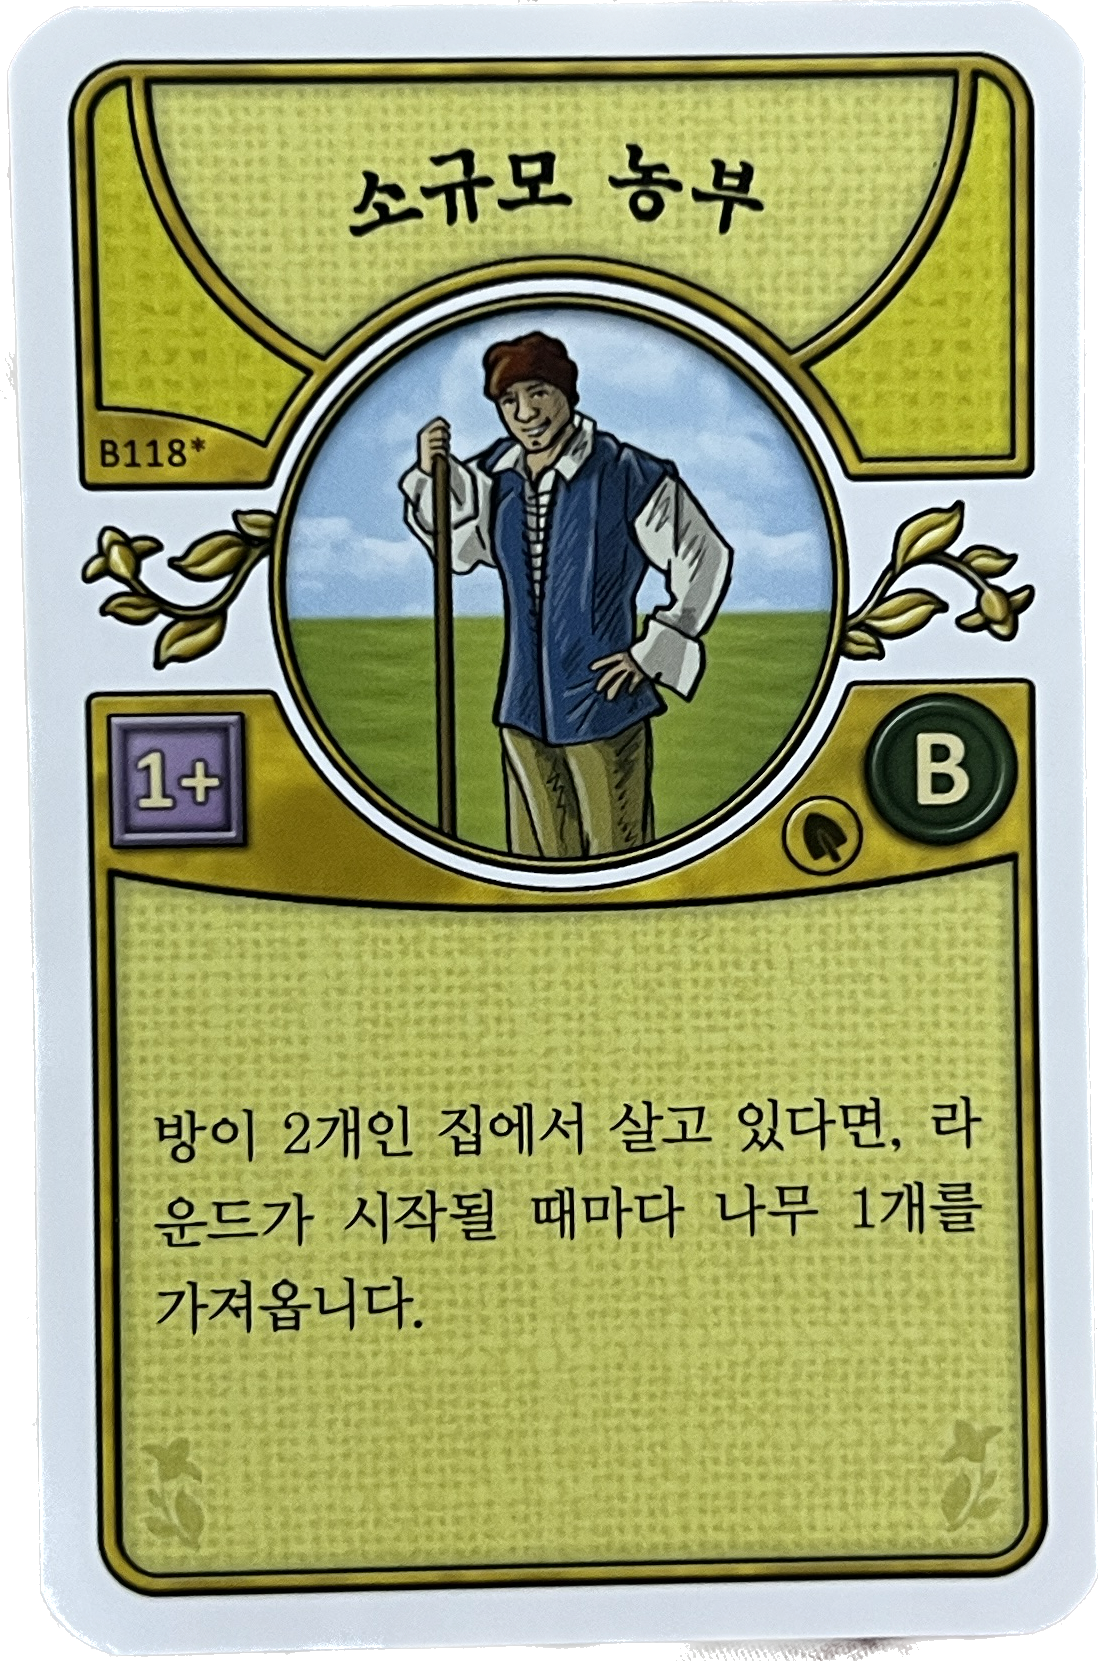 소규모 농부
B118*
1+
B
방이 2개인 집에서 살고 있다면, 라
운드가 시작될 때마다 나무 1개를
가져옵니다.